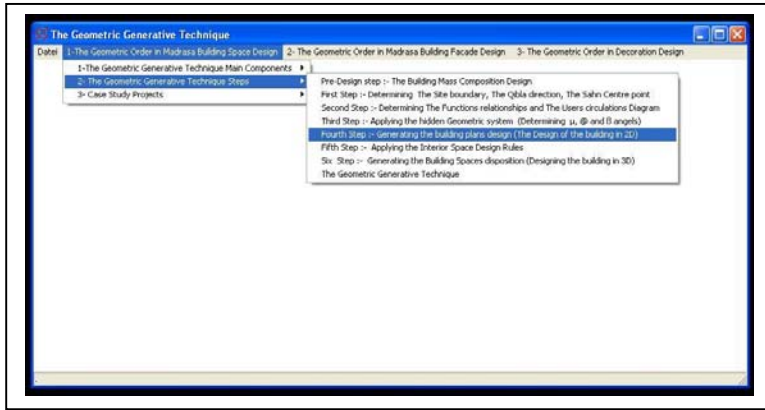 The Geometric Generative Technique
Datei 1-The Geometric Order in Madrasa Building Space Design 2- The Geometric Order in Madrasa Building Facade Design 3- The Geometric Order in Decoration Design
1-The Geometric Generative Technique Main Components
2- The Geometric Generative Technique Steps
3- Case Study Projects
Pre-Design step :- The Building Mass Composition Design
First Step :- Determining The Site boundary, The Qibla direction, The Sahn Centre point
Second Step :- Determining The Functions relationships and The Users circulations Diagram
Third Step :- Applying the hidden Geometric system (Determining µ, @ and ß angels)
Fourth Step :- Generating the building plans design (The Design of the building in 2D)
Fifth Step :- Applying the Interior Space Design Rules
Six Step :- Generating the Building Spaces disposition (Designing the building in 3D)
The Geometric Generative Technique